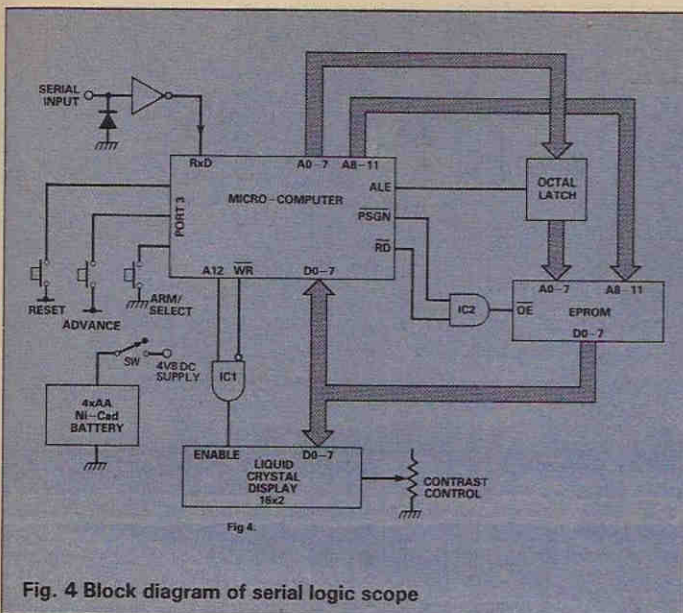 SERIAL
INPUT
RxD
A0-7
A8-11
MICRO-COMPUTER
PORT 3
ALE
PSGN
RD
A12
WR
D0-7
OCTAL
LATCH
RESET
ADVANCE
ARM/
SELECT
IC2
OE
A0-7
A8-11
EPROM
D0-7
SW
4V8 DC
SUPPLY
4xAA
Ni-Cad
BATTERY
IC1
ENABLE
D0-7
LIQUID
CRYSTAL
DISPLAY
16x2
CONTRAST
CONTROL
Fig 4.
Fig. 4 Block diagram of serial logic scope